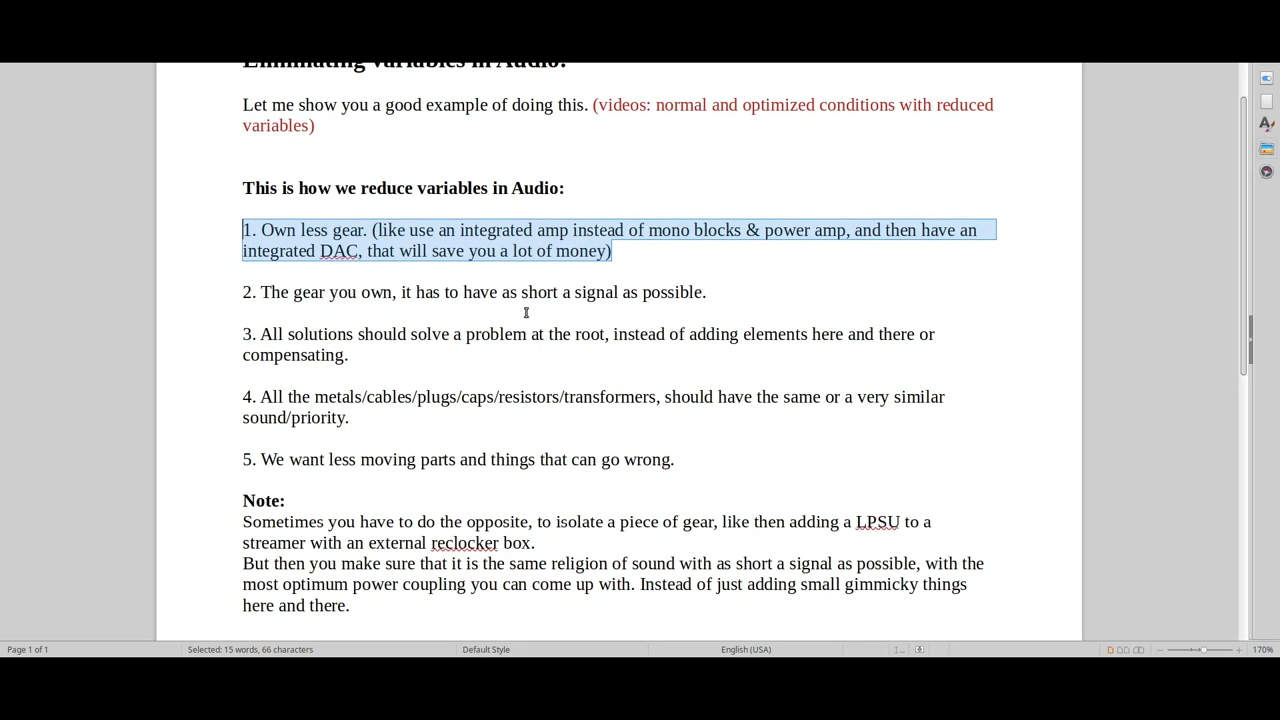 Eliminating variables in Audio:
Let me show you a good example of doing this. (videos: normal and optimized conditions with reduced
variables)
This is how we reduce variables in Audio:
1. Own less gear. (like use an integrated amp instead of mono blocks & power amp, and then have an
integrated DAC, that will save you a lot of money)
2. The gear you own, it has to have as short a signal as possible.
3. All solutions should solve a problem at the root, instead of adding elements here and there or
compensating.
4. All the metals/cables/plugs/caps/resistors/transformers, should have the same or a very similar
sound/priority.
5. We want less moving parts and things that can go wrong.
Note:
Sometimes you have to do the opposite, to isolate a piece of gear, like then adding a LPSU to a
streamer with an external reclocker box.
But then you make sure that it is the same religion of sound with as short a signal as possible, with the
most optimum power coupling you can come up with. Instead of just adding small gimmicky things
here and there.
Page 1 of 1
Selected: 15 words, 66 characters
Default Style
English (USA)
170%